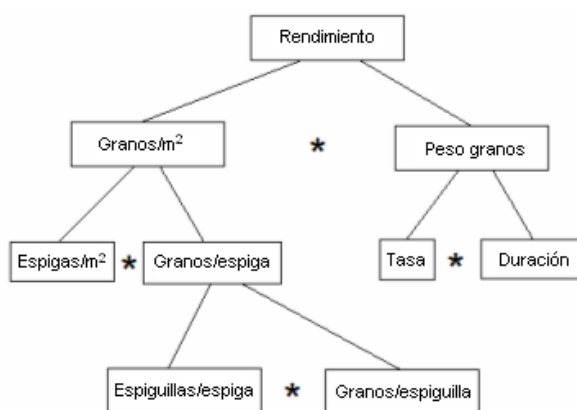 Rendimiento
Granos/m²
*
Peso granos
Espigas/m² * Granos/espiga
Tasa * Duración
Espiguillas/espiga * Granos/espiguilla